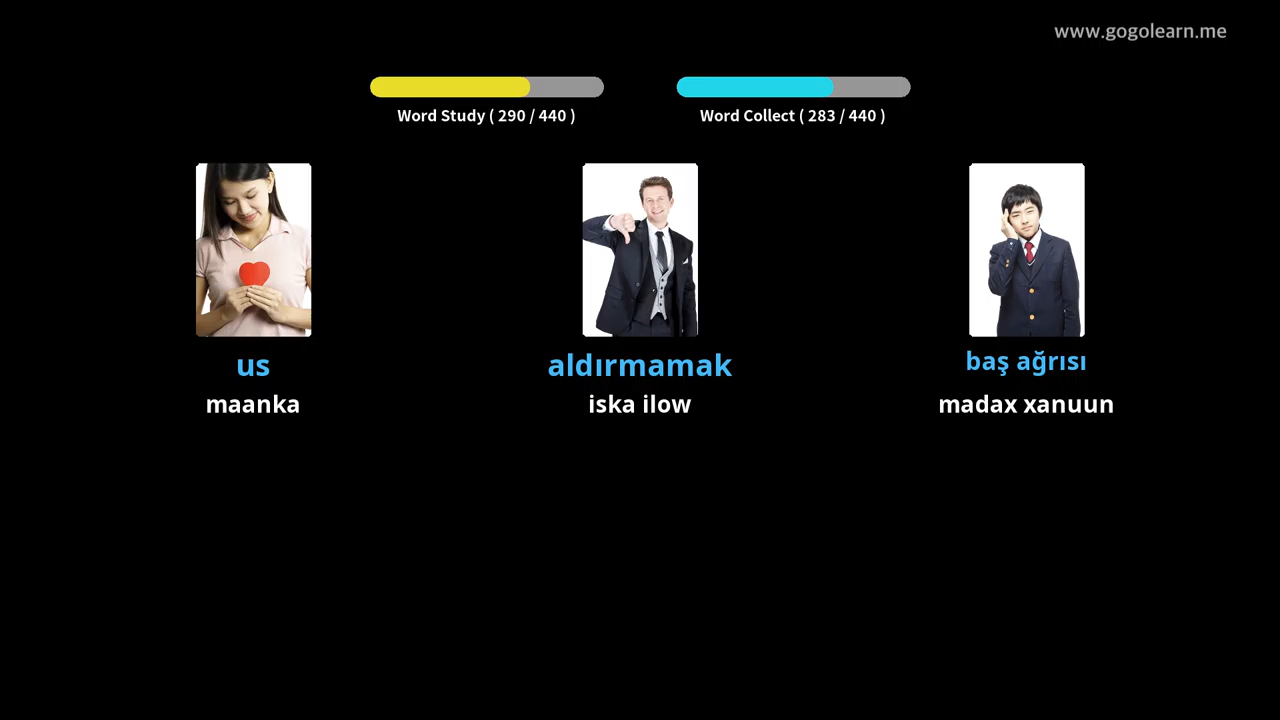 www.gogolearn.me
Word Study ( 290 / 440 )
Word Collect ( 283 / 440 )
us
aldırmamak
baş ağrısı
maanka
iska ilow
madax xanuun